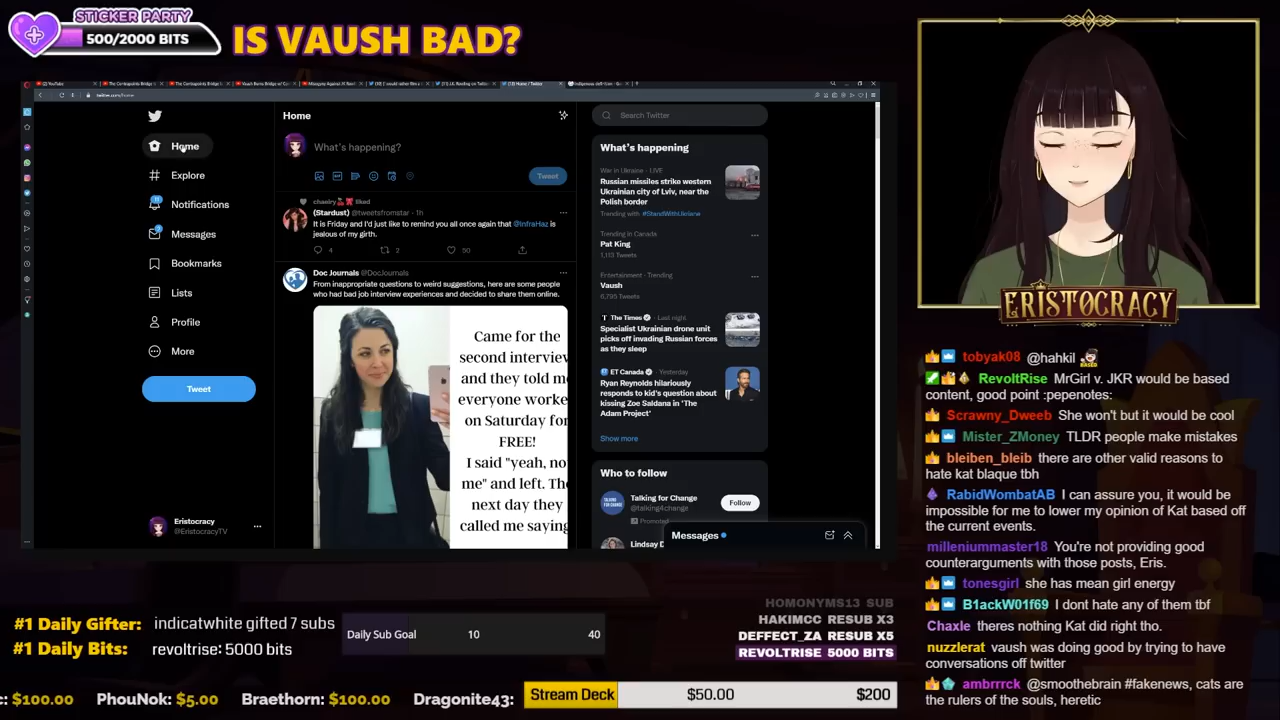 STICKER PARTY
500/2000 BITS
IS VAUSH BAD?
Home
Explore
Notifications
Messages
Bookmarks
Lists
Profile
More
Tweet
Eristocracy
@EristocracyTV
Home
What's happening?
Tweet
(Stardust) @tweetsfromstar · 1h
It is Friday and I'd just like to remind you all once again that @InfraHaz is
jealous of my girth.
4
2
90
Doc Journals @DocJournals
From inappropriate questions to weird suggestions, here are some people
who had bad job interview experiences and decided to share them online.
Came for the
second interview
and they told me
everyone worke
on Saturday for
FREE!
I said "yeah, no
me" and left. The
next day they
called me saying
Search Twitter
What's happening
War in Ukraine · LIVE
Russian missiles strike western
Ukrainian city of Lviv, near the
Polish border
Trending with #StandWithUkraine
Trending in Canada
Pat King
1,113 Tweets
Entertainment · Trending
Vaush
6,795 Tweets
The Times · Last night
Specialist Ukrainian drone unit
picks off invading Russian forces
as they sleep
ET Canada · Yesterday
Ryan Reynolds hilariously
responds to kid's question about
kissing Zoe Saldana in 'The
Adam Project'
Show more
Who to follow
Talking for Change
@talking4change
Promoted
Follow
Lindsay D
Messages
ERISTOCRACY
tobyak08 @hahkil
RevoltRise MrGirl v. JKR would be based
content, good point :pepenotes:
Scrawny_Dweeb She won't but it would be cool
Mister_ZMoney TLDR people make mistakes
bleiben_bleib there are other valid reasons to
hate kat blaque tbh
RabidWombatAB I can assure you, it would be
impossible for me to lower my opinion of Kat based off
the current events.
milleniummaster18 You're not providing good
counterarguments with those posts, Eris.
tonesgirl she has mean girl energy
B1ackW01f69 I dont hate any of them tbf
Chaxle theres nothing Kat did right tho.
nuzzlerat vaush was doing good by trying to have
conversations off twitter
ambrrrck @smoothebrain #fakenews, cats are
the rulers of the souls, heretic
#1 Daily Gifter: indicatwhite gifted 7 subs
#1 Daily Bits: revoltrise: 5000 bits
Daily Sub Goal 10 40
HOMONYMS13 SUB
HAKIMCC RESUB X3
DEFFECT_ZA RESUB X5
REVOLTRISE 5000 BITS
c: $100.00 PhouNok: $5.00 Braethorn: $100.00 Dragonite43:
Stream Deck $50.00 $200